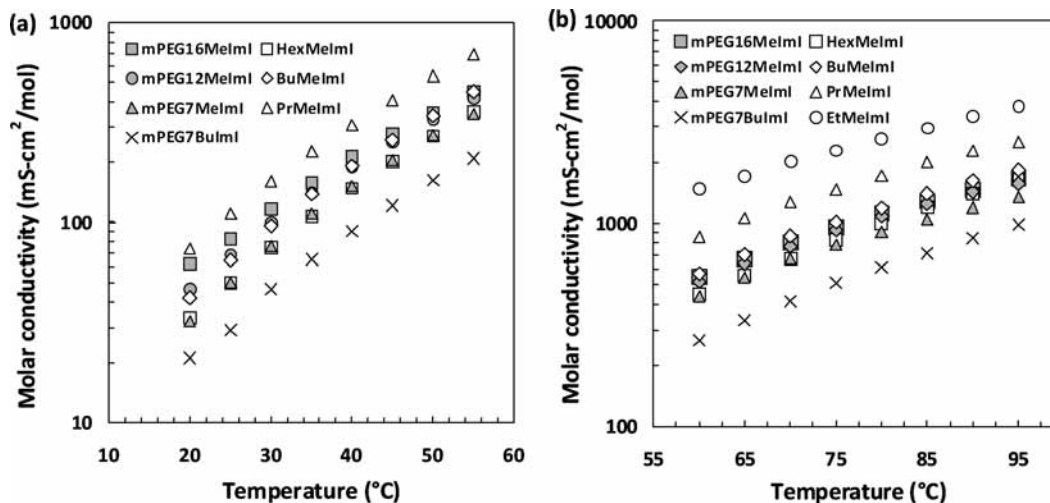 (a)
1000
100
10
Molar conductivity (mS-cm²/mol)
mPEG16MeImI HexMeImI
mPEG12MeImI BuMeImI
mPEG7MeImI PrMeImI
mPEG7BuImI
10 20 30 40 50 60
Temperature (°C)
(b)
10000
1000
100
Molar conductivity (mS-cm²/mol)
mPEG16MeImI HexMeImI
mPEG12MeImI BuMeImI
mPEG7MeImI PrMeImI
mPEG7BuImI EtMeImI
55 65 75 85 95
Temperature (°C)